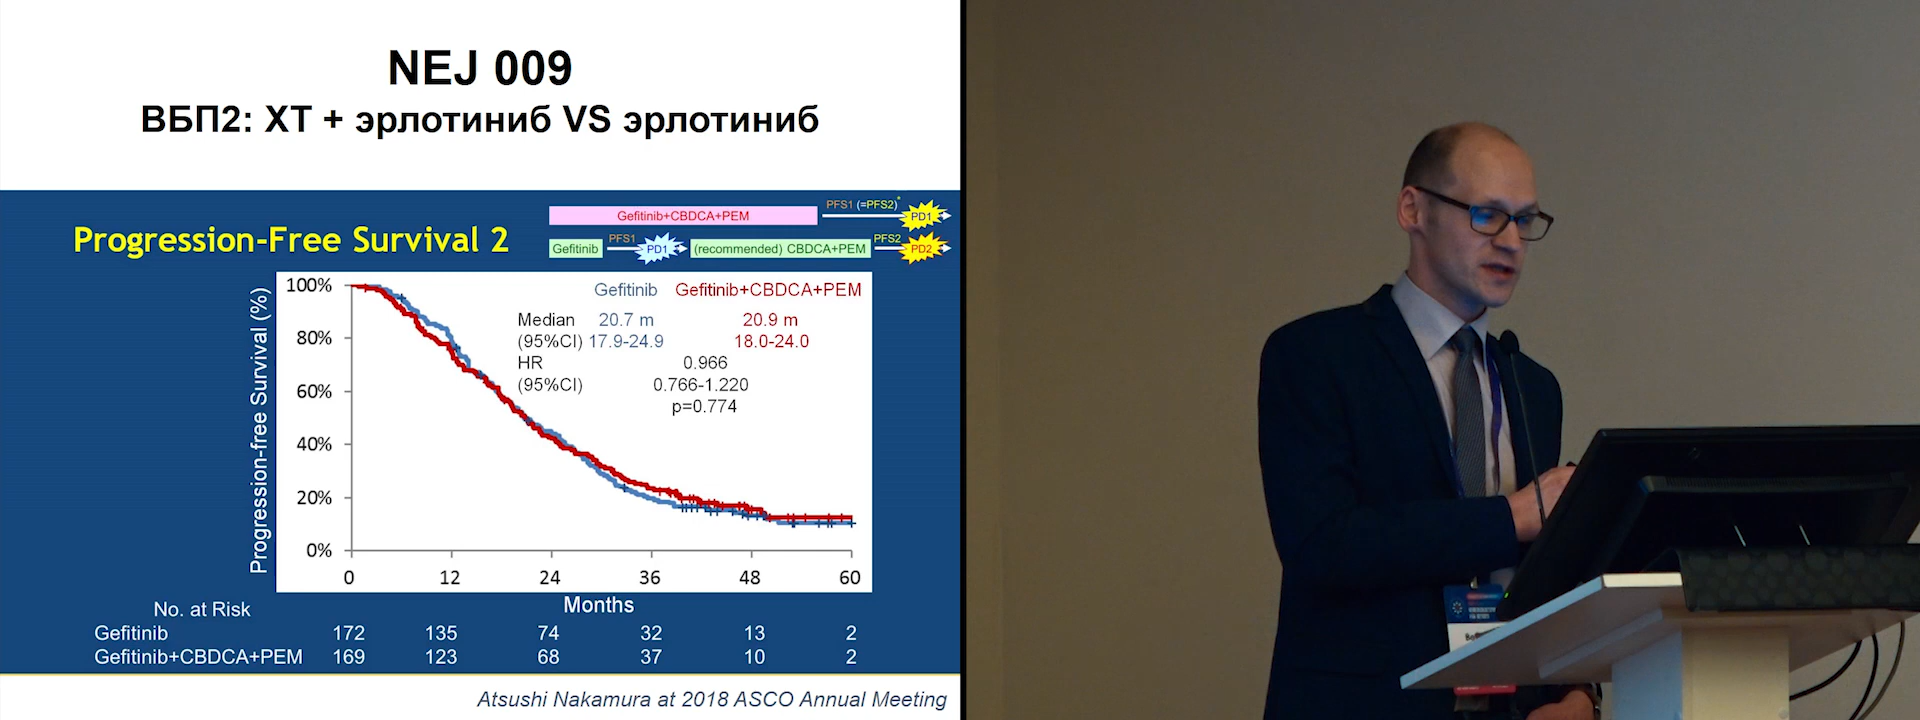 NEJ 009
ВБП2: ХТ + эрлотиниб VS эрлотиниб
Progression-Free Survival 2
Gefitinib+CBDCA+PEM
PFS1 (=PFS2)*
PD1
Gefitinib
PFS1
PD1
(recommended) CBDCA+PEM
PFS2
PD2
Progression-free Survival (%)
100%
80%
60%
40%
20%
0%
Gefitinib Gefitinib+CBDCA+PEM
Median 20.7 m 20.9 m
(95%CI) 17.9-24.9 18.0-24.0
HR 0.966
(95%CI) 0.766-1.220
p=0.774
0 12 24 36 48 60
Months
No. at Risk
Gefitinib 172 135 74 32 13 2
Gefitinib+CBDCA+PEM 169 123 68 37 10 2
Atsushi Nakamura at 2018 ASCO Annual Meeting